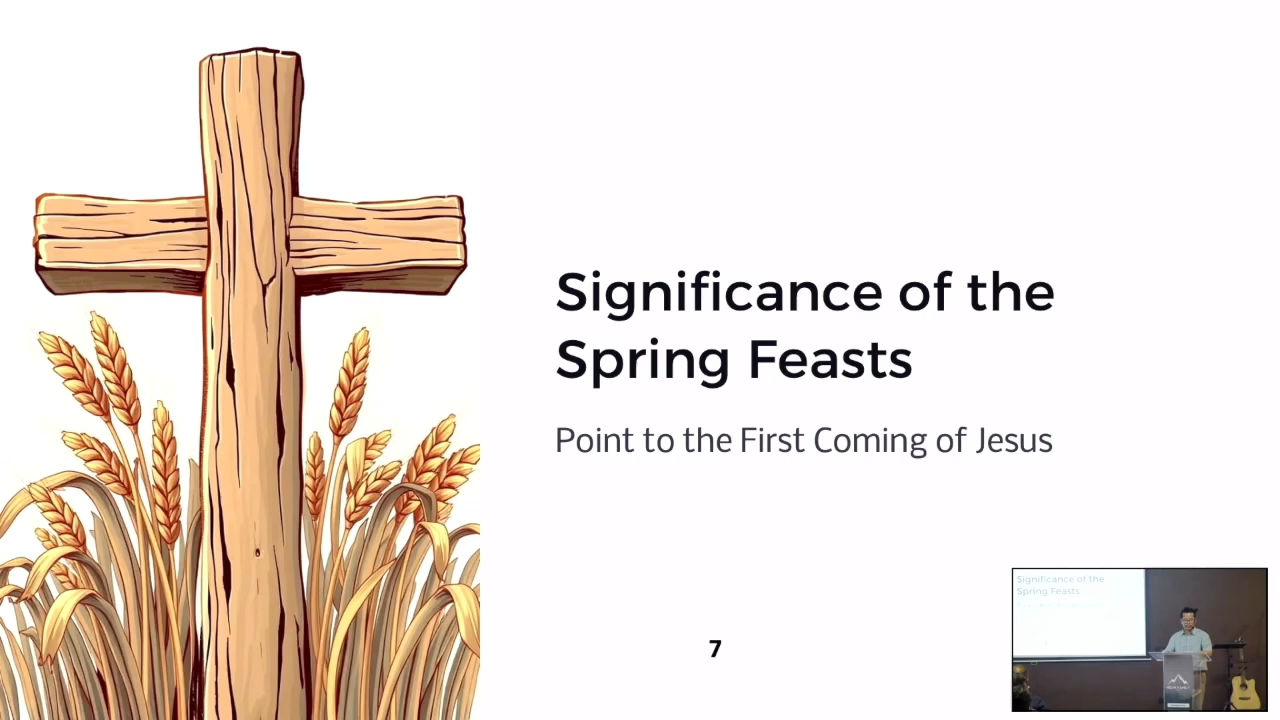 Significance of the
Spring Feasts
Point to the First Coming of Jesus
7
Significance of the
Spring Feasts